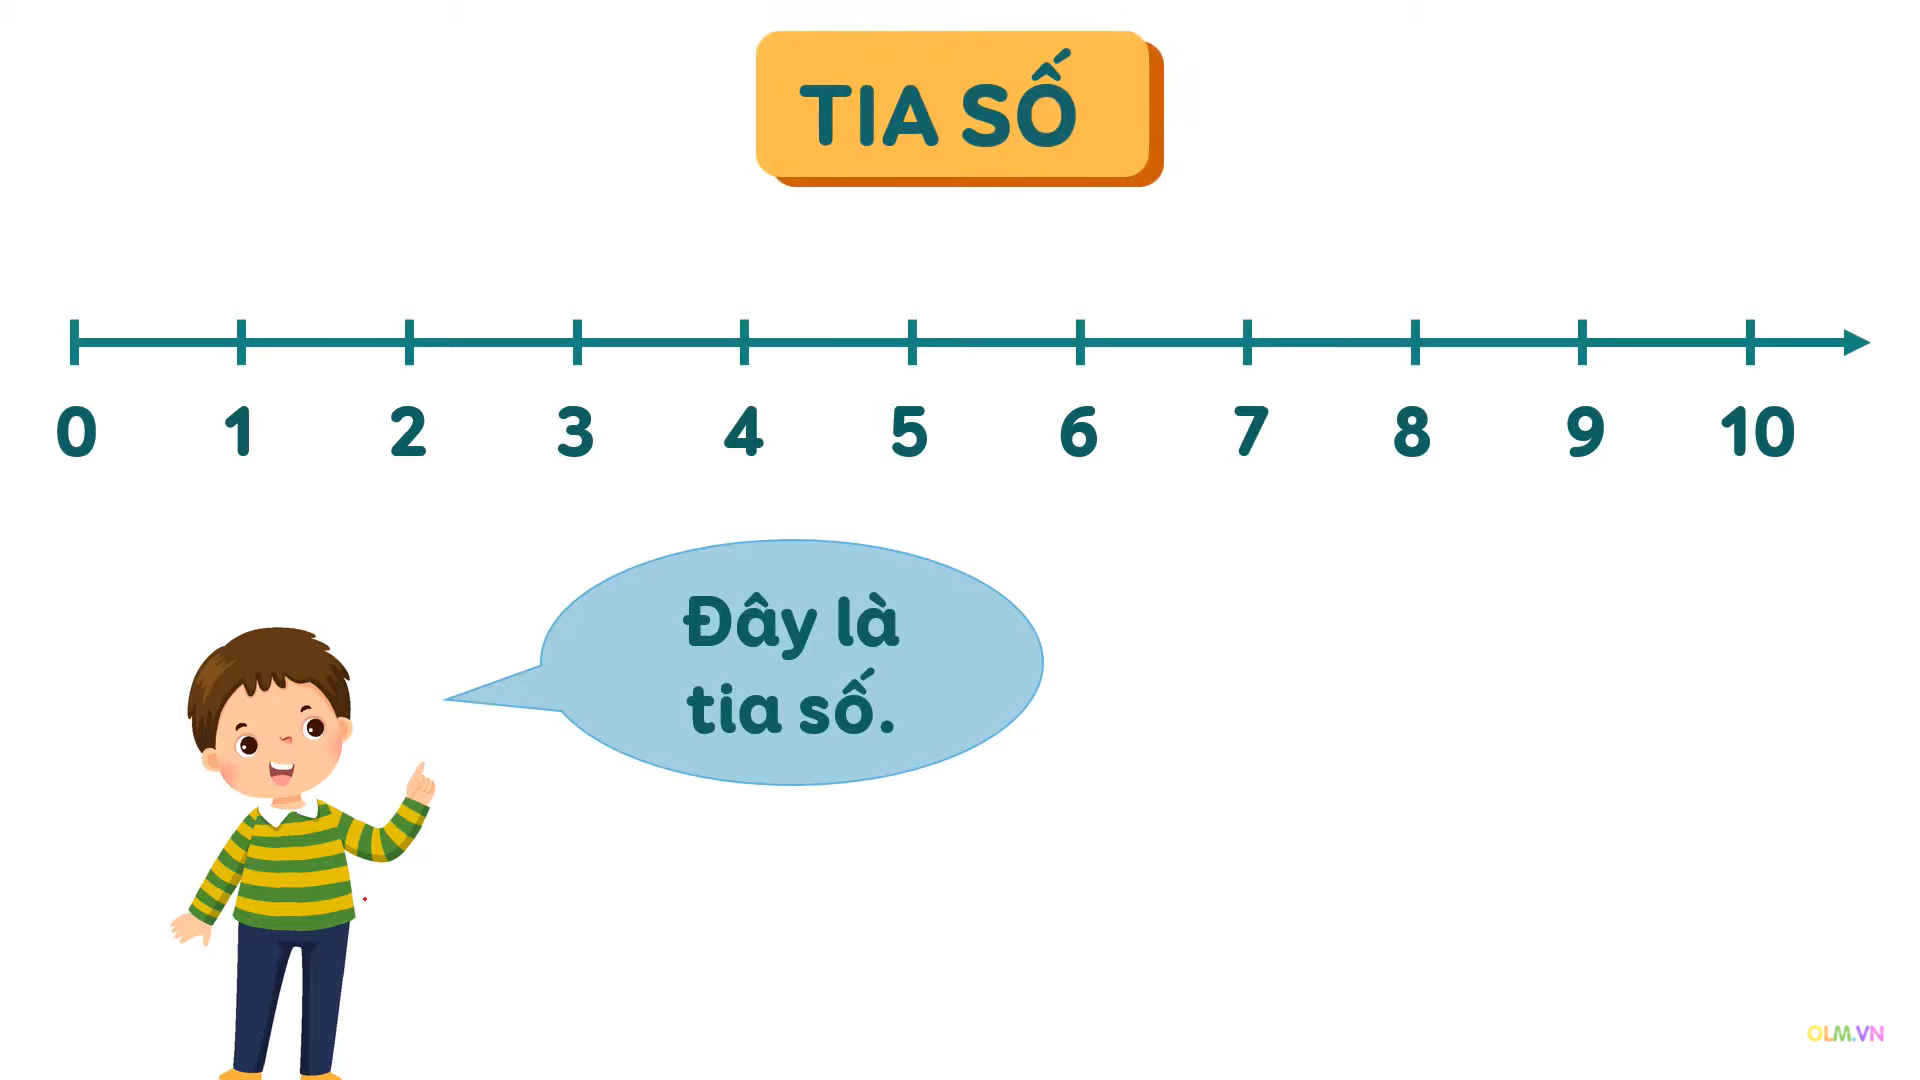 TIA SỐ
0 1 2 3 4 5 6 7 8 9 10
Đây là
tia số.
OLM.VN